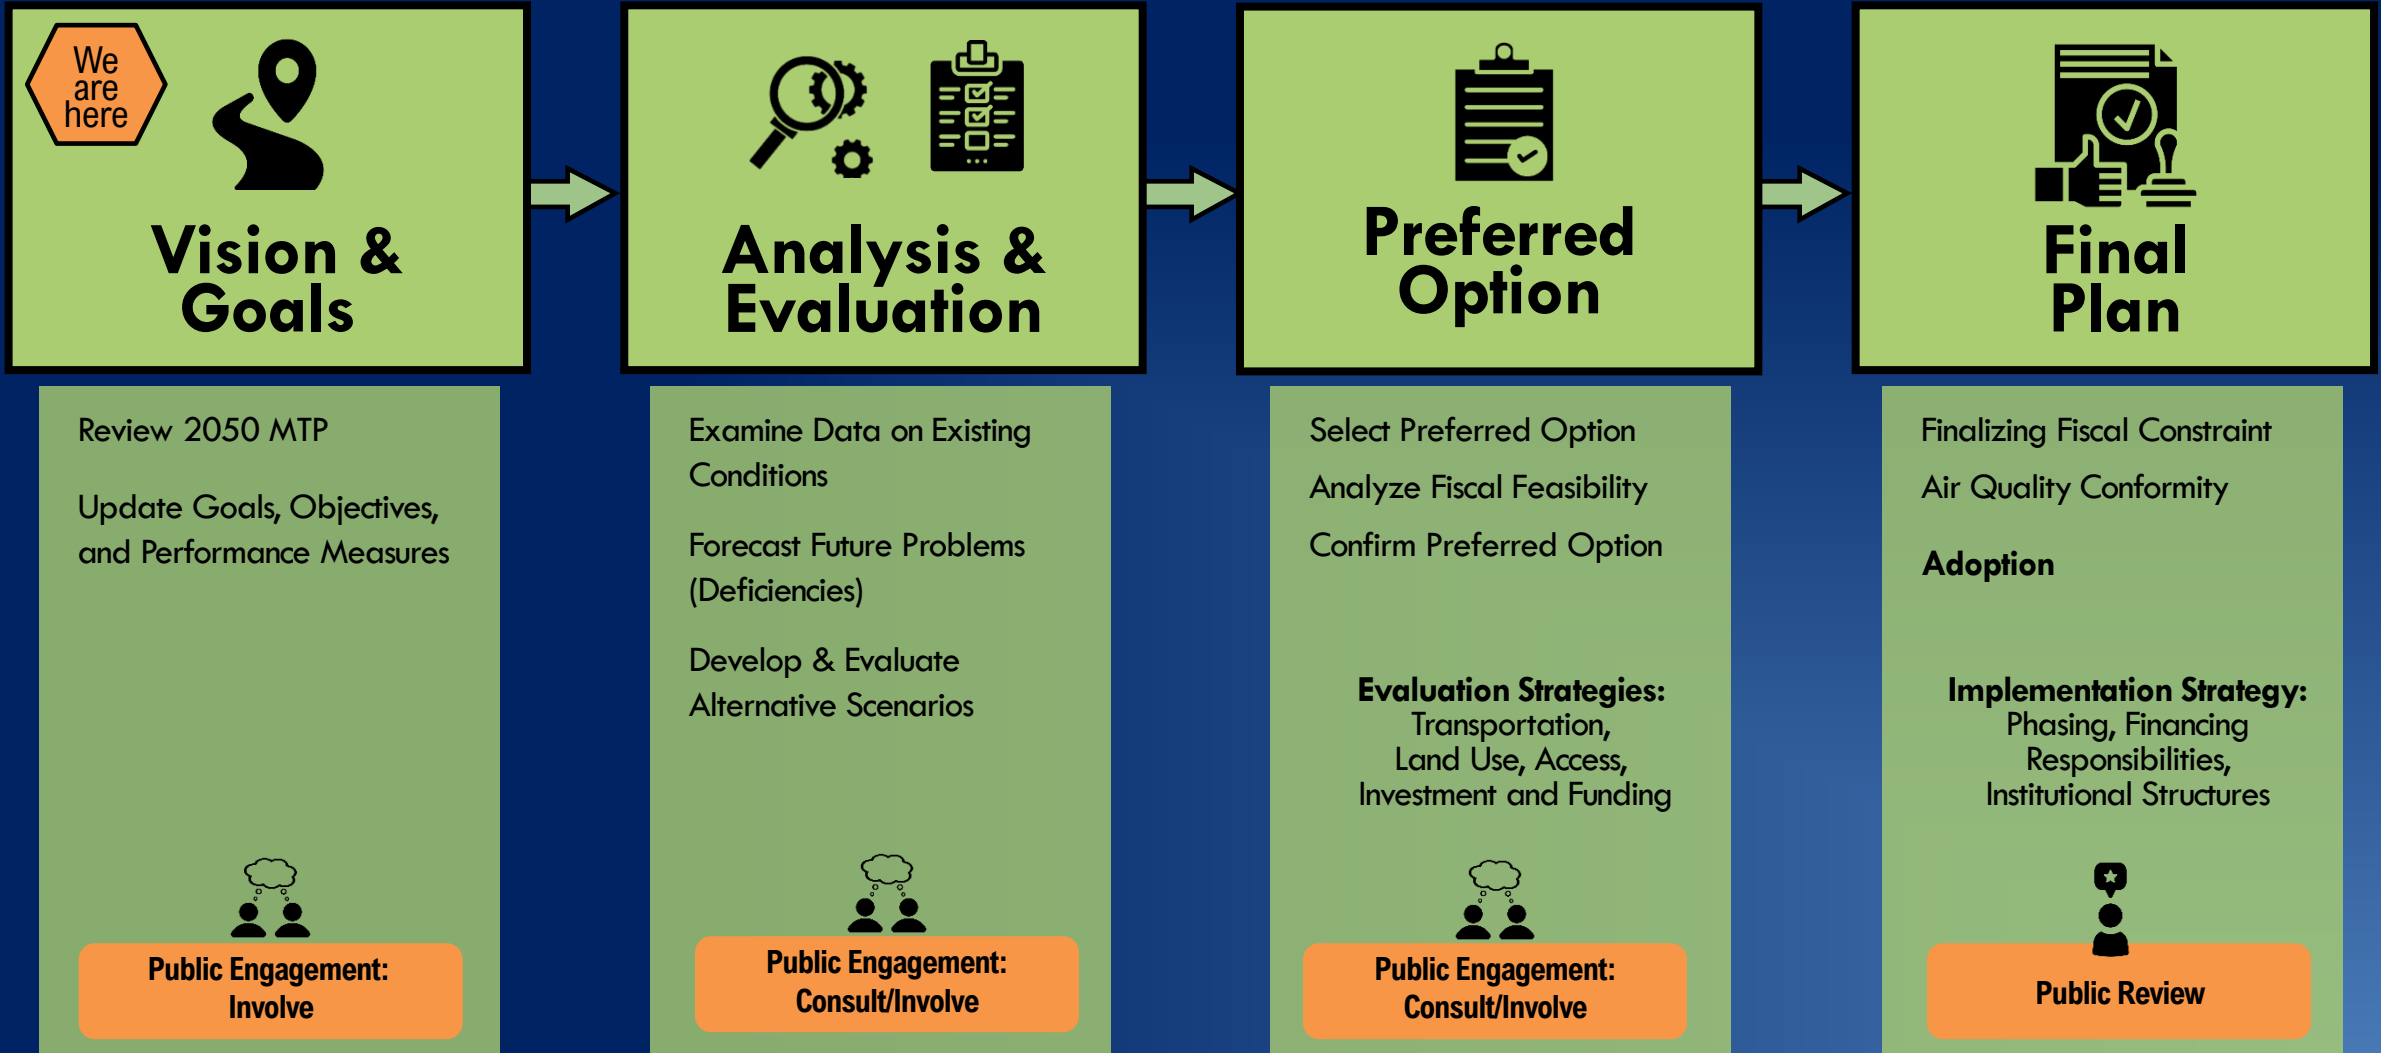 We
are
here
Vision &
Goals
Review 2050 MTP
Update Goals, Objectives,
and Performance Measures
Public Engagement:
Involve
Analysis &
Evaluation
Examine Data on Existing
Conditions
Forecast Future Problems
(Deficiencies)
Develop & Evaluate
Alternative Scenarios
Public Engagement:
Consult/Involve
Preferred
Option
Select Preferred Option
Analyze Fiscal Feasibility
Confirm Preferred Option
Evaluation Strategies:
Transportation,
Land Use, Access,
Investment and Funding
Public Engagement:
Consult/Involve
Final
Plan
Finalizing Fiscal Constraint
Air Quality Conformity
Adoption
Implementation Strategy:
Phasing, Financing
Responsibilities,
Institutional Structures
Public Review